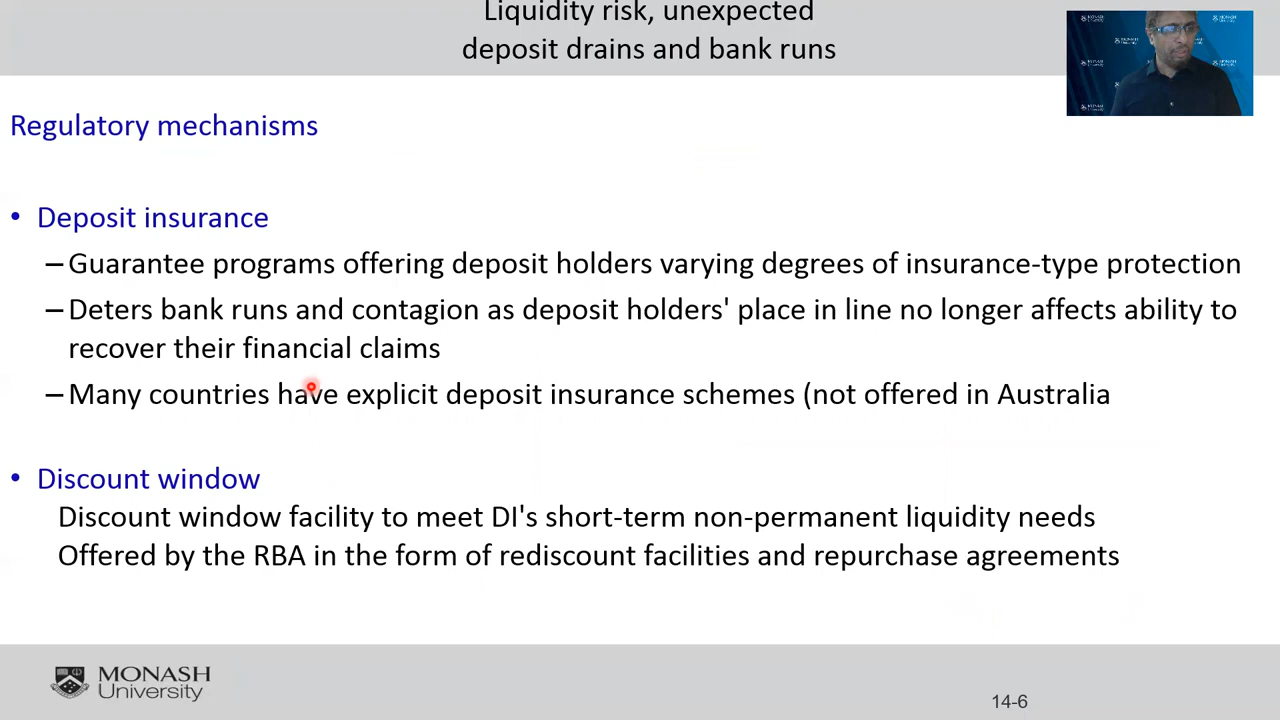 Liquidity risk, unexpected
deposit drains and bank runs
MONASH
University
Regulatory mechanisms
• Deposit insurance
– Guarantee programs offering deposit holders varying degrees of insurance-type protection
– Deters bank runs and contagion as deposit holders' place in line no longer affects ability to
recover their financial claims
– Many countries have explicit deposit insurance schemes (not offered in Australia
• Discount window
Discount window facility to meet DI's short-term non-permanent liquidity needs
Offered by the RBA in the form of rediscount facilities and repurchase agreements
MONASH
University
14-6